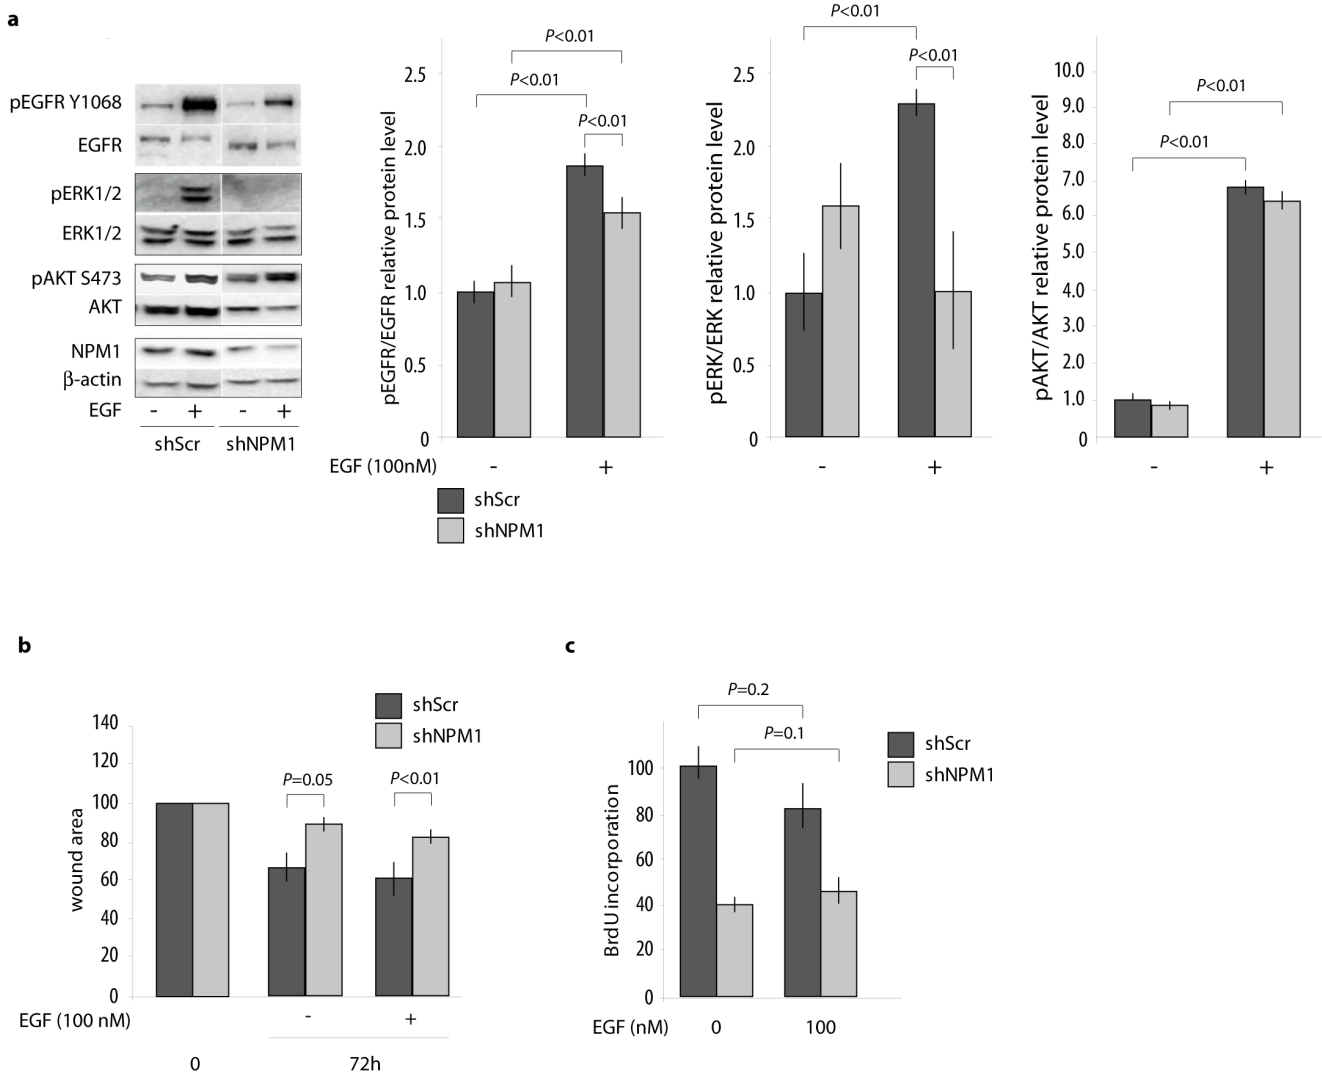 a
pEGFR Y1068
EGFR
pERK1/2
ERK1/2
pAKT S473
AKT
NPM1
β-actin
EGF - + - +
shScr shNPM1
pEGFR/EGFR relative protein level
2.5
2.0
1.5
1.0
0.5
0
P<0.01
P<0.01
P<0.01
EGF (100nM) - +
shScr
shNPM1
pERK/ERK relative protein level
2.5
2.0
1.5
1.0
0.5
0
P<0.01
P<0.01
- +
pAKT/AKT relative protein level
10.0
9.0
8.0
7.0
6.0
5.0
4.0
3.0
2.0
1.0
0
P<0.01
P<0.01
- +
b
shScr
shNPM1
wound area
140
120
100
80
60
40
20
0
P=0.05
P<0.01
EGF (100 nM) - +
0 72h
c
P=0.2
P=0.1
shScr
shNPM1
BrdU incorporation
100
80
60
40
20
0
EGF (nM) 0 100